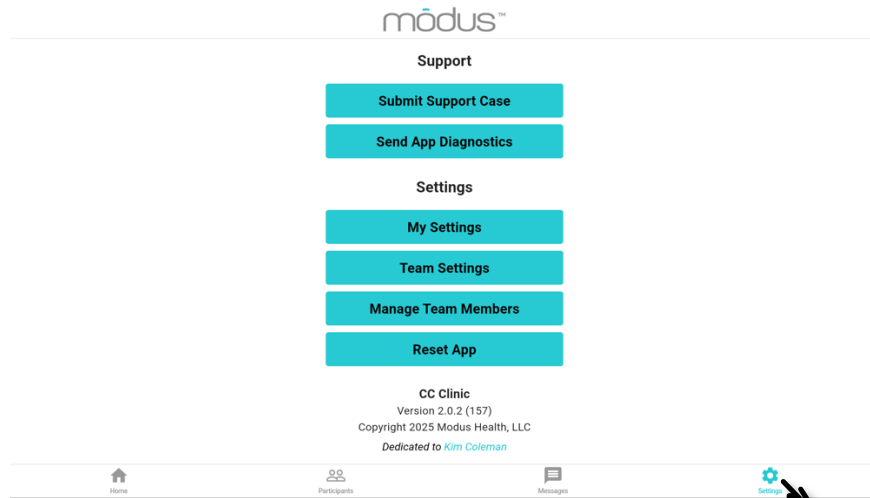 mōdus™
Support
Submit Support Case
Send App Diagnostics
Settings
My Settings
Team Settings
Manage Team Members
Reset App
CC Clinic
Version 2.0.2 (157)
Copyright 2025 Modus Health, LLC
Dedicated to Kim Coleman
Home
Participants
Messages
Settings